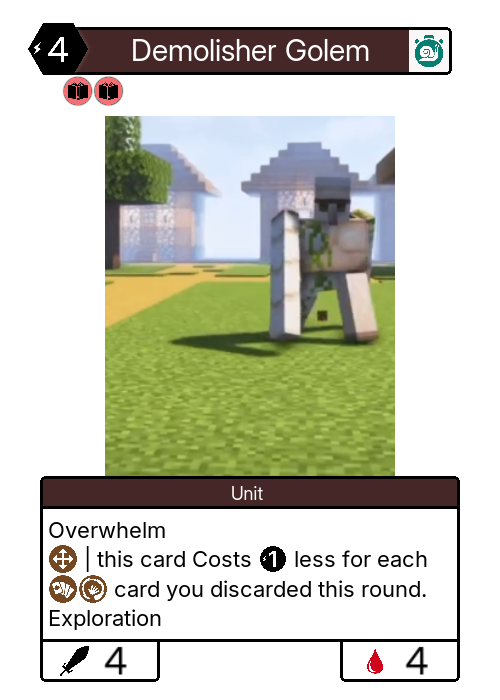 4
Demolisher Golem
Unit
Overwhelm
| this card Costs 1 less for each
card you discarded this round.
Exploration
4
4